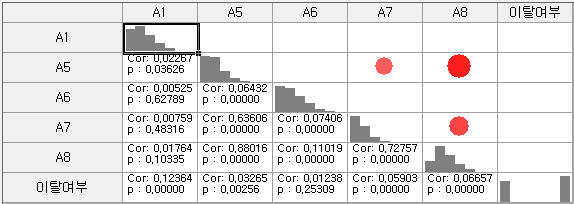 A1 A5 A6 A7 A8 이탈여부
A1
A5 Cor: 0,02267
p : 0,03626
A6 Cor: 0,00525 Cor: 0,06432
p : 0,62789 p : 0,00000
A7 Cor: 0,00759 Cor: 0,63606 Cor: 0,07406
p : 0,48316 p : 0,00000 p : 0,00000
A8 Cor: 0,01764 Cor: 0,88016 Cor: 0,11019 Cor: 0,72757
p : 0,10335 p : 0,00000 p : 0,00000 p : 0,00000
이탈여부 Cor: 0,12364 Cor: 0,03265 Cor: 0,01238 Cor: 0,05903 Cor: 0,06657
p : 0,00000 p : 0,00256 p : 0,25309 p : 0,00000 p : 0,00000